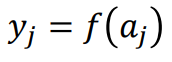 y_j = f(a_j)